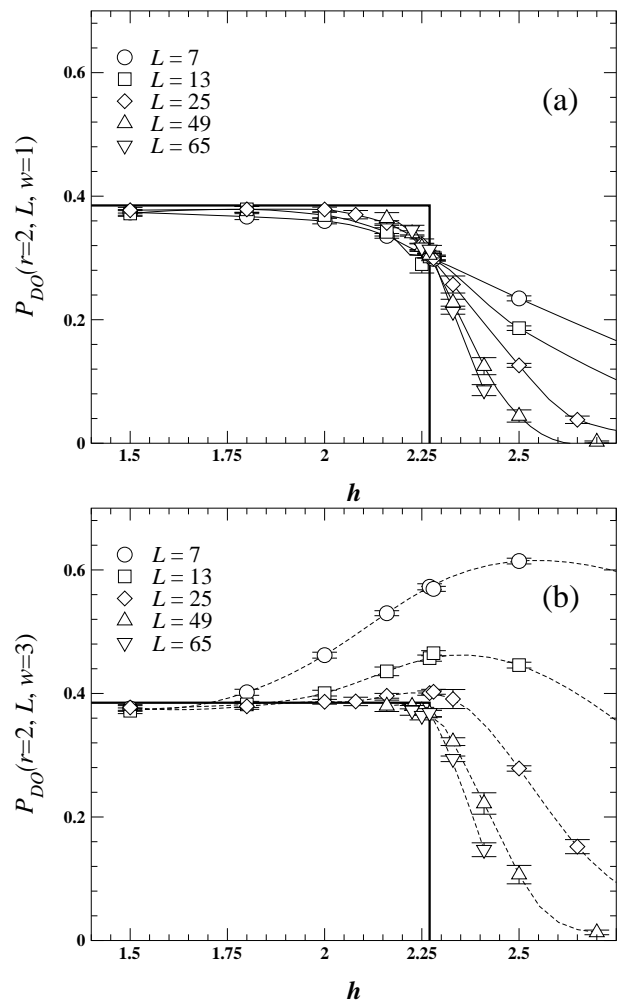 0.6
0.4
0.2
0
P_DO(r=2, L, w=1)
L = 7
L = 13
L = 25
L = 49
L = 65
(a)
1.5 1.75 2 2.25 2.5
h
0.6
0.4
0.2
0
P_DO(r=2, L, w=3)
L = 7
L = 13
L = 25
L = 49
L = 65
(b)
1.5 1.75 2 2.25 2.5
h